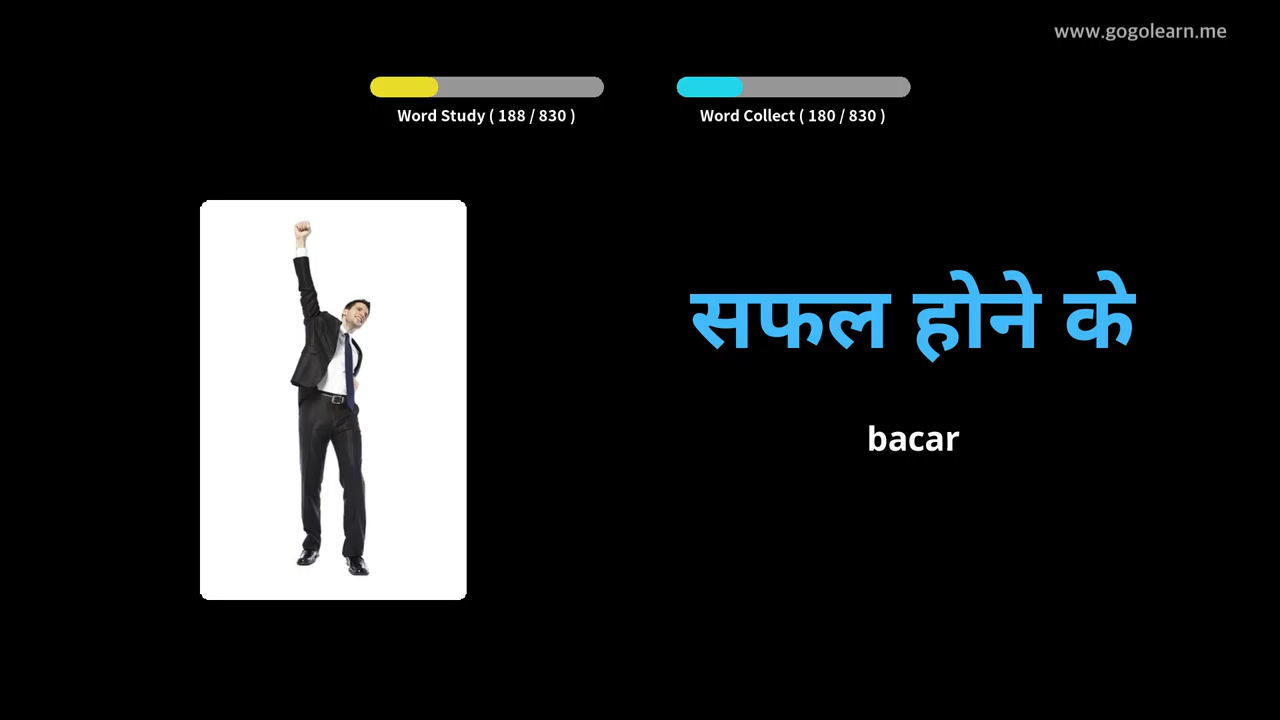 www.gogolearn.me
Word Study ( 188 / 830 )
Word Collect ( 180 / 830 )
सफल होने के
bacar